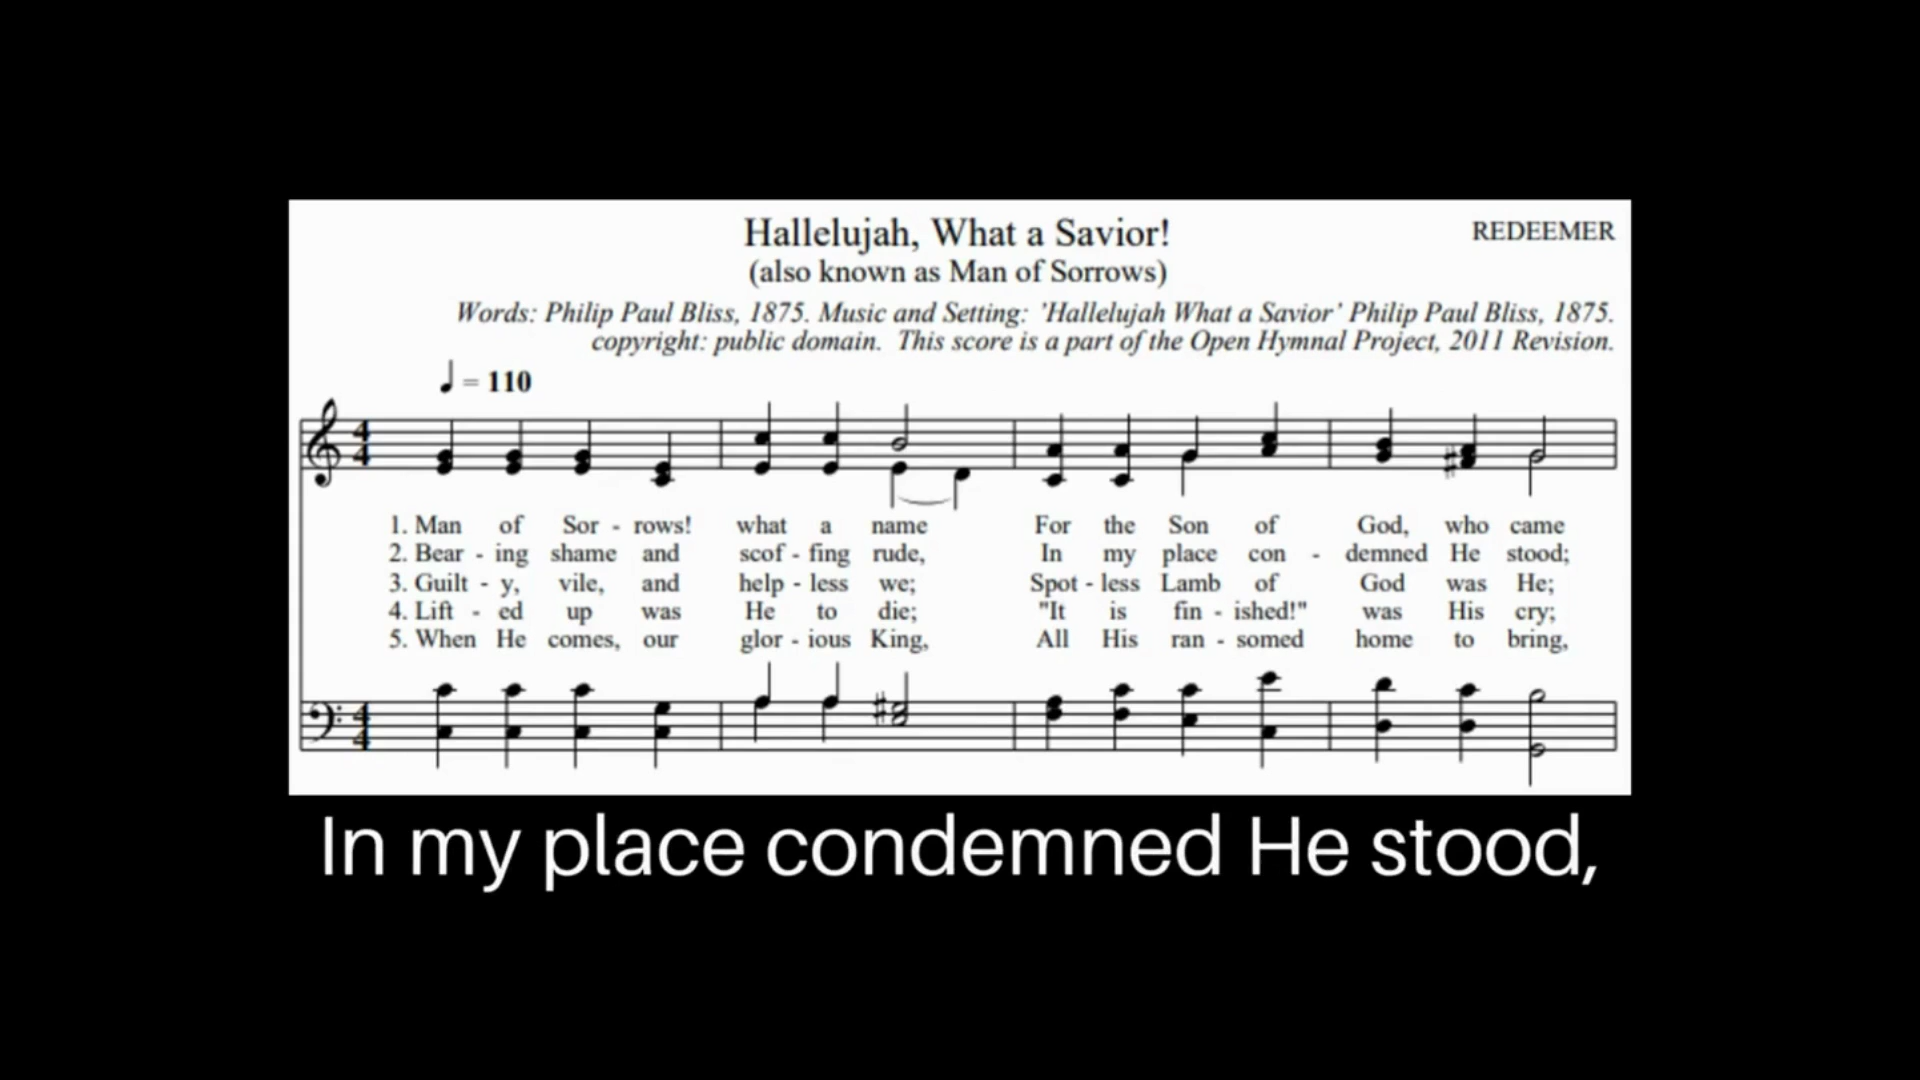 Hallelujah, What a Savior!
REDEEMER
(also known as Man of Sorrows)
Words: Philip Paul Bliss, 1875. Music and Setting: 'Hallelujah What a Savior' Philip Paul Bliss, 1875.
copyright: public domain. This score is a part of the Open Hymnal Project, 2011 Revision.
= 110
1. Man of Sor - rows! what a name For the Son of God, who came
2. Bear - ing shame and scof - fing rude, In my place con - demned He stood;
3. Guilt - y, vile, and help - less we; Spot - less Lamb of God was He;
4. Lift - ed up was He to die; "It is fin - ished!" was His cry;
5. When He comes, our glor - ious King, All His ran - somed home to bring,
In my place condemned He stood,